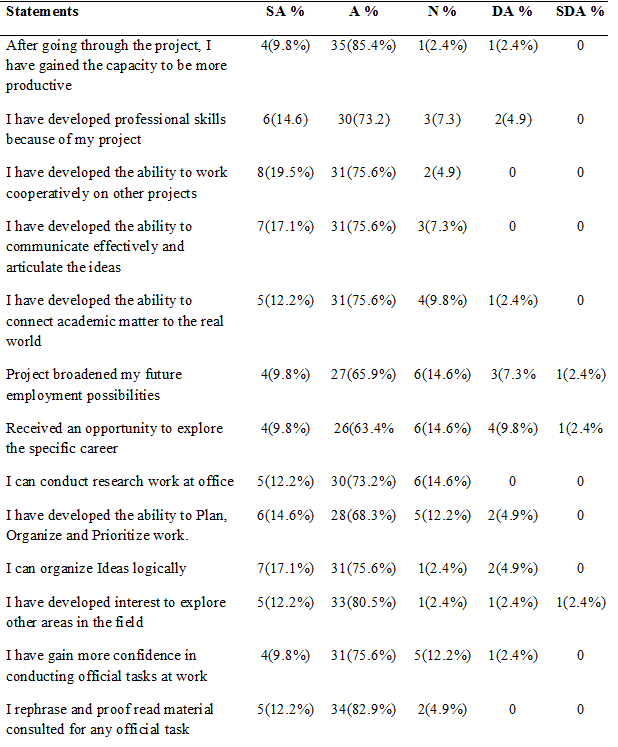 Statements SA % A % N % DA % SDA %
After going through the project, I 4(9.8%) 35(85.4%) 1(2.4%) 1(2.4%) 0
have gained the capacity to be more
productive
I have developed professional skills 6(14.6) 30(73.2) 3(7.3) 2(4.9) 0
because of my project
I have developed the ability to work 8(19.5%) 31(75.6%) 2(4.9) 0 0
cooperatively on other projects
I have developed the ability to 7(17.1%) 31(75.6%) 3(7.3%) 0 0
communicate effectively and
articulate the ideas
I have developed the ability to 5(12.2%) 31(75.6%) 4(9.8%) 1(2.4%) 0
connect academic matter to the real
world
Project broadened my future 4(9.8%) 27(65.9%) 6(14.6%) 3(7.3% 1(2.4%)
employment possibilities
Received an opportunity to explore 4(9.8%) 26(63.4% 6(14.6%) 4(9.8%) 1(2.4%
the specific career
I can conduct research work at office 5(12.2%) 30(73.2%) 6(14.6%) 0 0
I have developed the ability to Plan, 6(14.6%) 28(68.3%) 5(12.2%) 2(4.9%) 0
Organize and Prioritize work.
I can organize Ideas logically 7(17.1%) 31(75.6%) 1(2.4%) 2(4.9%) 0
I have developed interest to explore 5(12.2%) 33(80.5%) 1(2.4%) 1(2.4%) 1(2.4%)
other areas in the field
I have gain more confidence in 4(9.8%) 31(75.6%) 5(12.2%) 1(2.4%) 0
conducting official tasks at work
I rephrase and proof read material 5(12.2%) 34(82.9%) 2(4.9%) 0 0
consulted for any official task